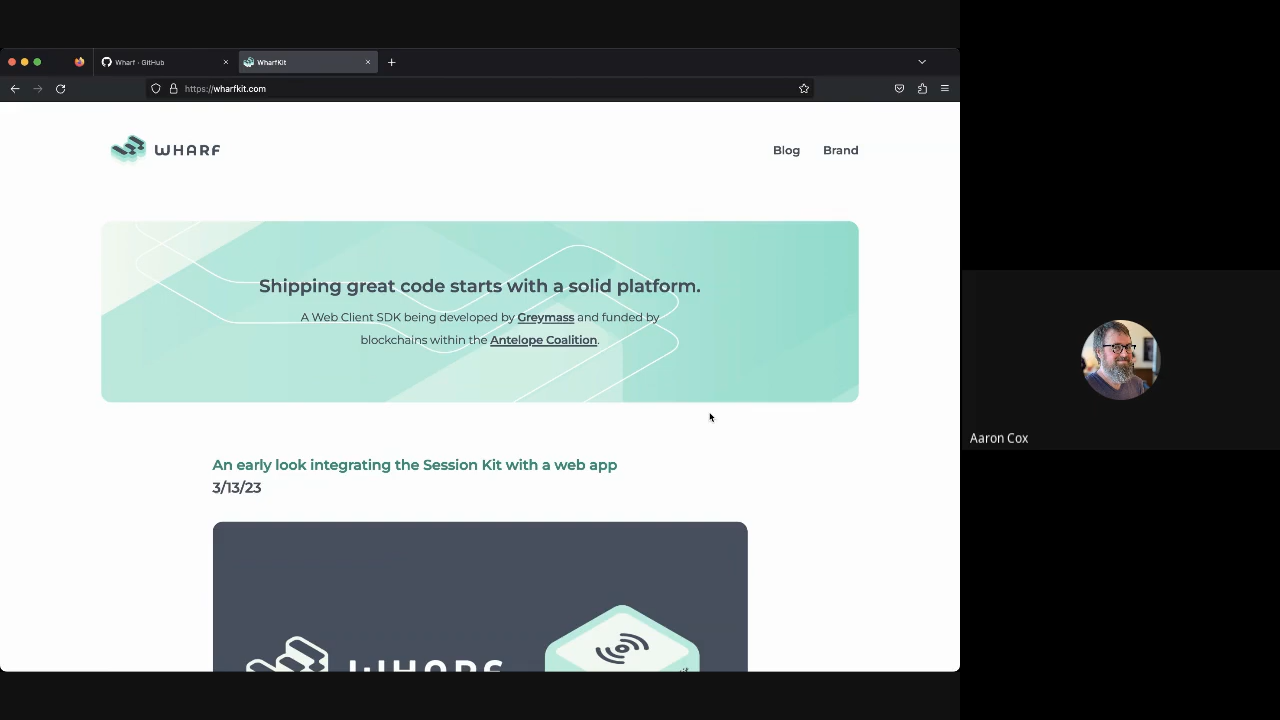 Wharf · GitHub
WharfKit
https://wharfkit.com
WHARF
Blog
Brand
Shipping great code starts with a solid platform.
A Web Client SDK being developed by Greymass and funded by
blockchains within the Antelope Coalition.
An early look integrating the Session Kit with a web app
3/13/23
WHARF
Aaron Cox